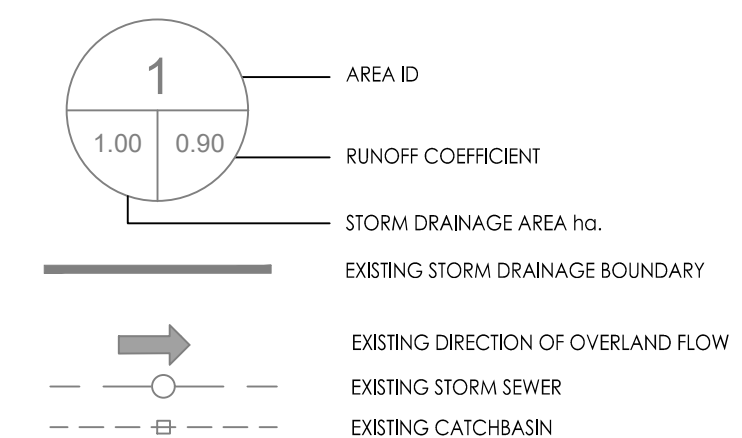 1
AREA ID
1.00 0.90
RUNOFF COEFFICIENT
STORM DRAINAGE AREA ha.
EXISTING STORM DRAINAGE BOUNDARY
EXISTING DIRECTION OF OVERLAND FLOW
EXISTING STORM SEWER
EXISTING CATCHBASIN